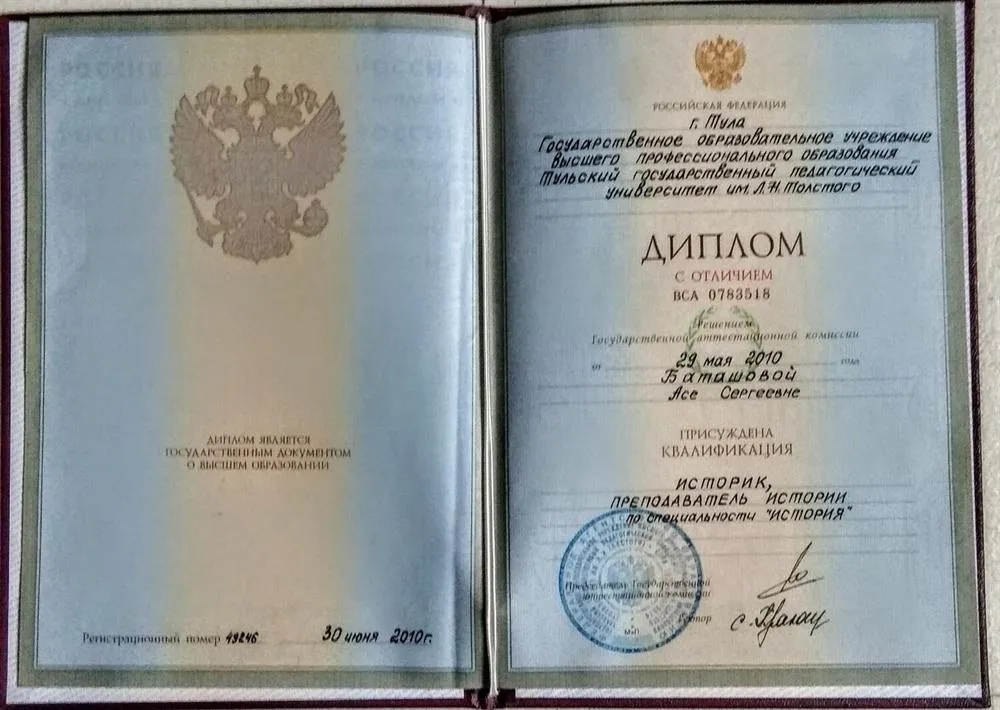 ДИПЛОМ ЯВЛЯЕТСЯ
ГОСУДАРСТВЕННЫМ ДОКУМЕНТОМ
О ВЫСШЕМ ОБРАЗОВАНИИ
Регистрационный номер 49246 30 июня 2010г.
РОССИЙСКАЯ ФЕДЕРАЦИЯ
г. Тула
Государственное образовательное учреждение
высшего профессионального образования
Тульский государственный педагогический
университет им. Л.Н.Толстого
ДИПЛОМ
С ОТЛИЧИЕМ
ВСА 0783518
Решением
Государственной аттестационной комиссии
от 29 мая 2010 года
Баташовой
Асе Сергеевне
ПРИСУЖДЕНА
КВАЛИФИКАЦИЯ
ИСТОРИК,
ПРЕПОДАВАТЕЛЬ ИСТОРИИ
по специальности "ИСТОРИЯ"
Председатель Государственной
аттестационной комиссии
Ректор
М.П.